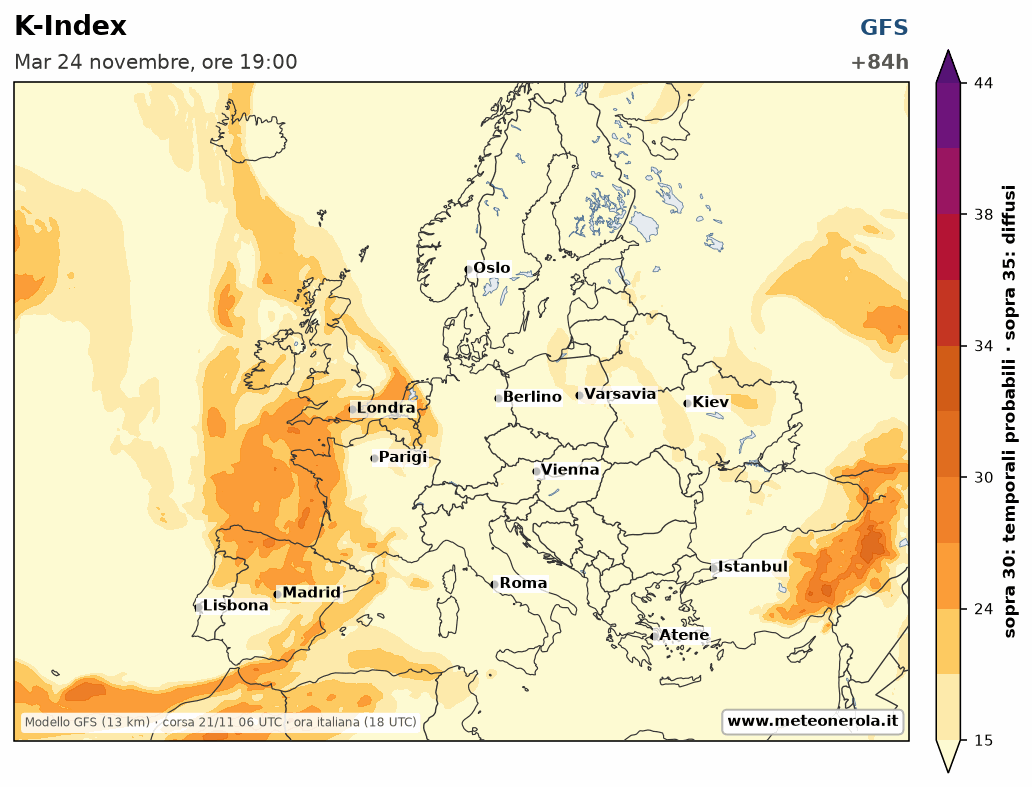 K-Index
GFS
Mar 24 novembre, ore 19:00
+84h
44
38
34
30
24
15
sopra 30: temporali probabili · sopra 35: diffusi
Oslo
Londra
Berlino
Varsavia
Kiev
Parigi
Vienna
Istanbul
Roma
Madrid
Lisbona
Atene
Modello GFS (13 km) · corsa 21/11 06 UTC · ora italiana (18 UTC)
www.meteonerola.it